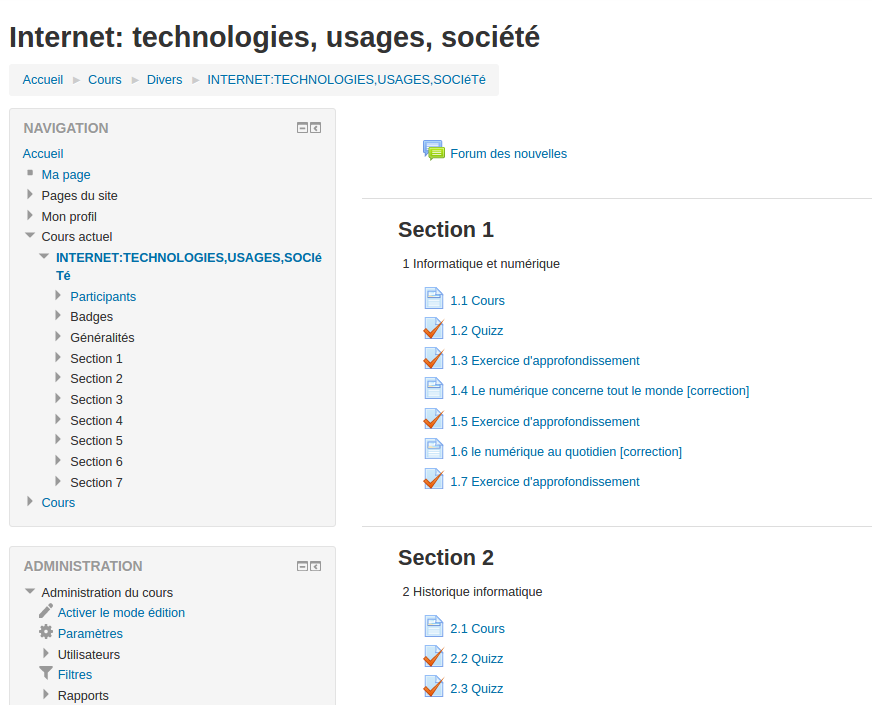 Internet: technologies, usages, société
Accueil Cours Divers INTERNET:TECHNOLOGIES,USAGES,SOCIéTé
NAVIGATION
Accueil
Ma page
Pages du site
Mon profil
Cours actuel
INTERNET:TECHNOLOGIES,USAGES,SOCIé
Té
Participants
Badges
Généralités
Section 1
Section 2
Section 3
Section 4
Section 5
Section 6
Section 7
Cours
ADMINISTRATION
Administration du cours
Activer le mode édition
Paramètres
Utilisateurs
Filtres
Rapports
Forum des nouvelles
Section 1
1 Informatique et numérique
1.1 Cours
1.2 Quizz
1.3 Exercice d'approfondissement
1.4 Le numérique concerne tout le monde [correction]
1.5 Exercice d'approfondissement
1.6 le numérique au quotidien [correction]
1.7 Exercice d'approfondissement
Section 2
2 Historique informatique
2.1 Cours
2.2 Quizz
2.3 Quizz